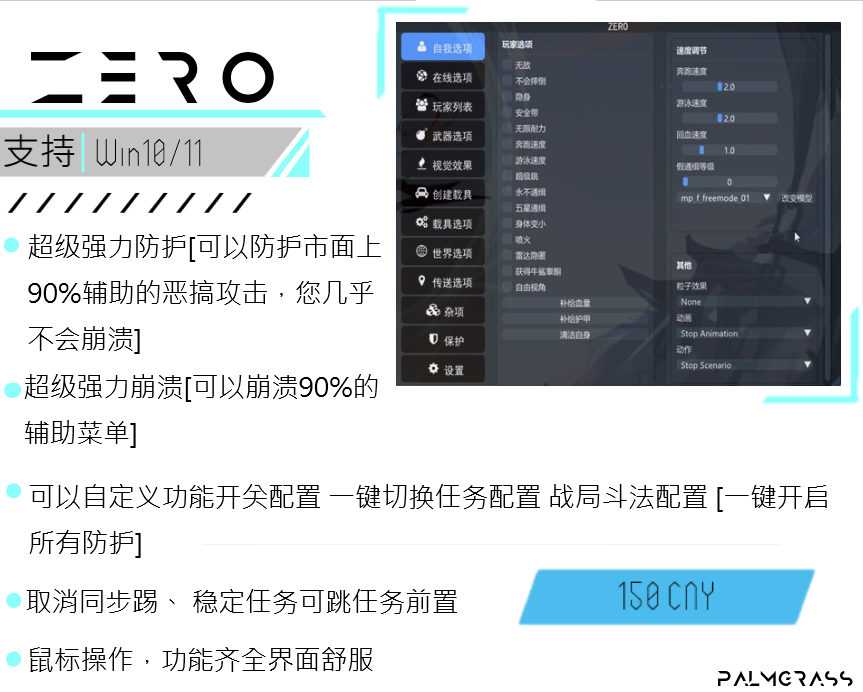 ZERO
支持 Win10/11
超级强力防护[可以防护市面上
90%辅助的恶搞攻击，您几乎
不会崩溃]
超级强力崩溃[可以崩溃90%的
辅助菜单]
可以自定义功能开关配置 一键切换任务配置 战局斗法配置 [一键开启
所有防护]
取消同步踢、 稳定任务可跳任务前置
鼠标操作，功能齐全界面舒服
150 CNY
PALMGRASS
ZERO
自我选项
在线选项
玩家列表
武器选项
视觉效果
创建载具
载具选项
世界选项
传送选项
杂项
保护
设置
玩家选项
无敌
不会摔倒
隐身
安全带
无限耐力
奔跑速度
游泳速度
超级跳
永不通缉
五星通缉
身体变小
喷火
雷达隐匿
获得牛鲨睾酮
自由视角
补给血量
补给护甲
清洁自身
速度调节
奔跑速度
2.0
游泳速度
2.0
回血速度
1.0
假通缉等级
0
mp_f_freemode_01 改变模型
其他
粒子效果
None
动画
Stop Animation
动作
Stop Scenario